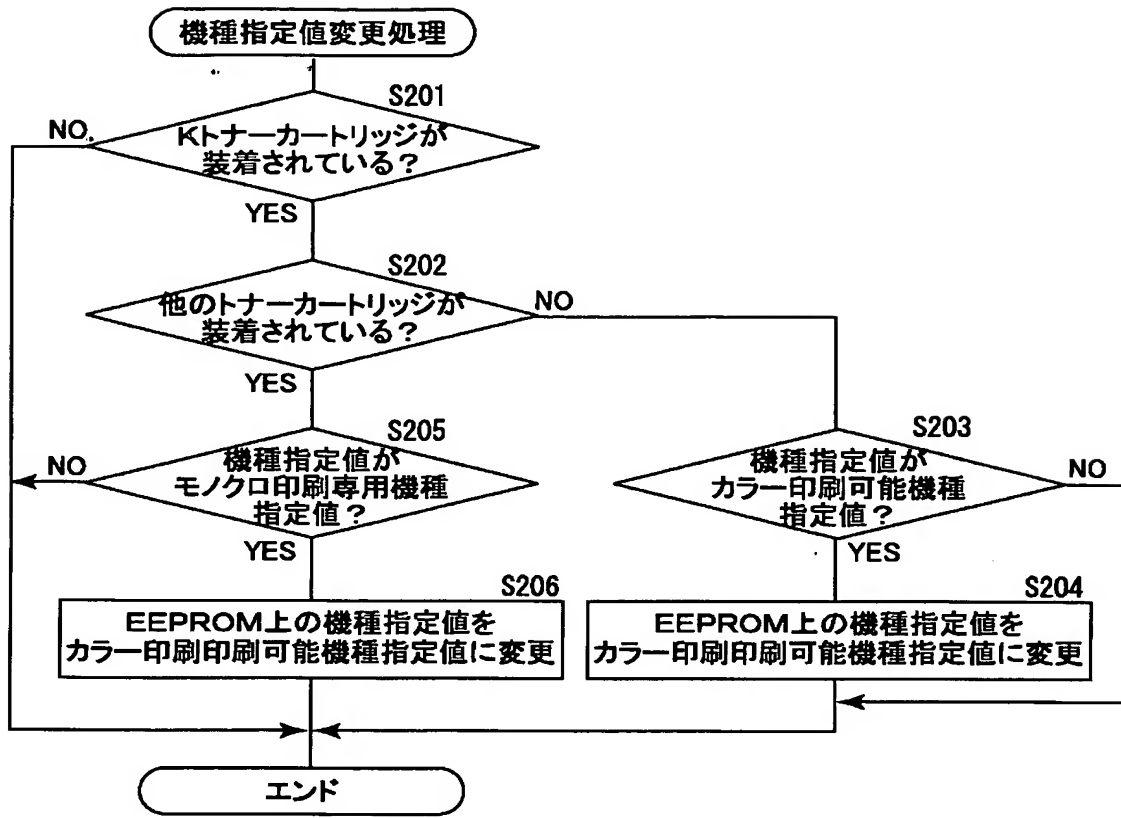 機種指定値変更処理
S201
NO
Kトナーカートリッジが
装着されている？
YES
S202
他のトナーカートリッジが
装着されている？
NO
YES
S205
NO
機種指定値が
モノクロ印刷専用機種
指定値？
YES
S203
機種指定値が
カラー印刷可能機種
指定値？
NO
YES
S206
EEPROM上の機種指定値を
カラー印刷印刷可能機種指定値に変更
S204
EEPROM上の機種指定値を
カラー印刷印刷可能機種指定値に変更
エンド